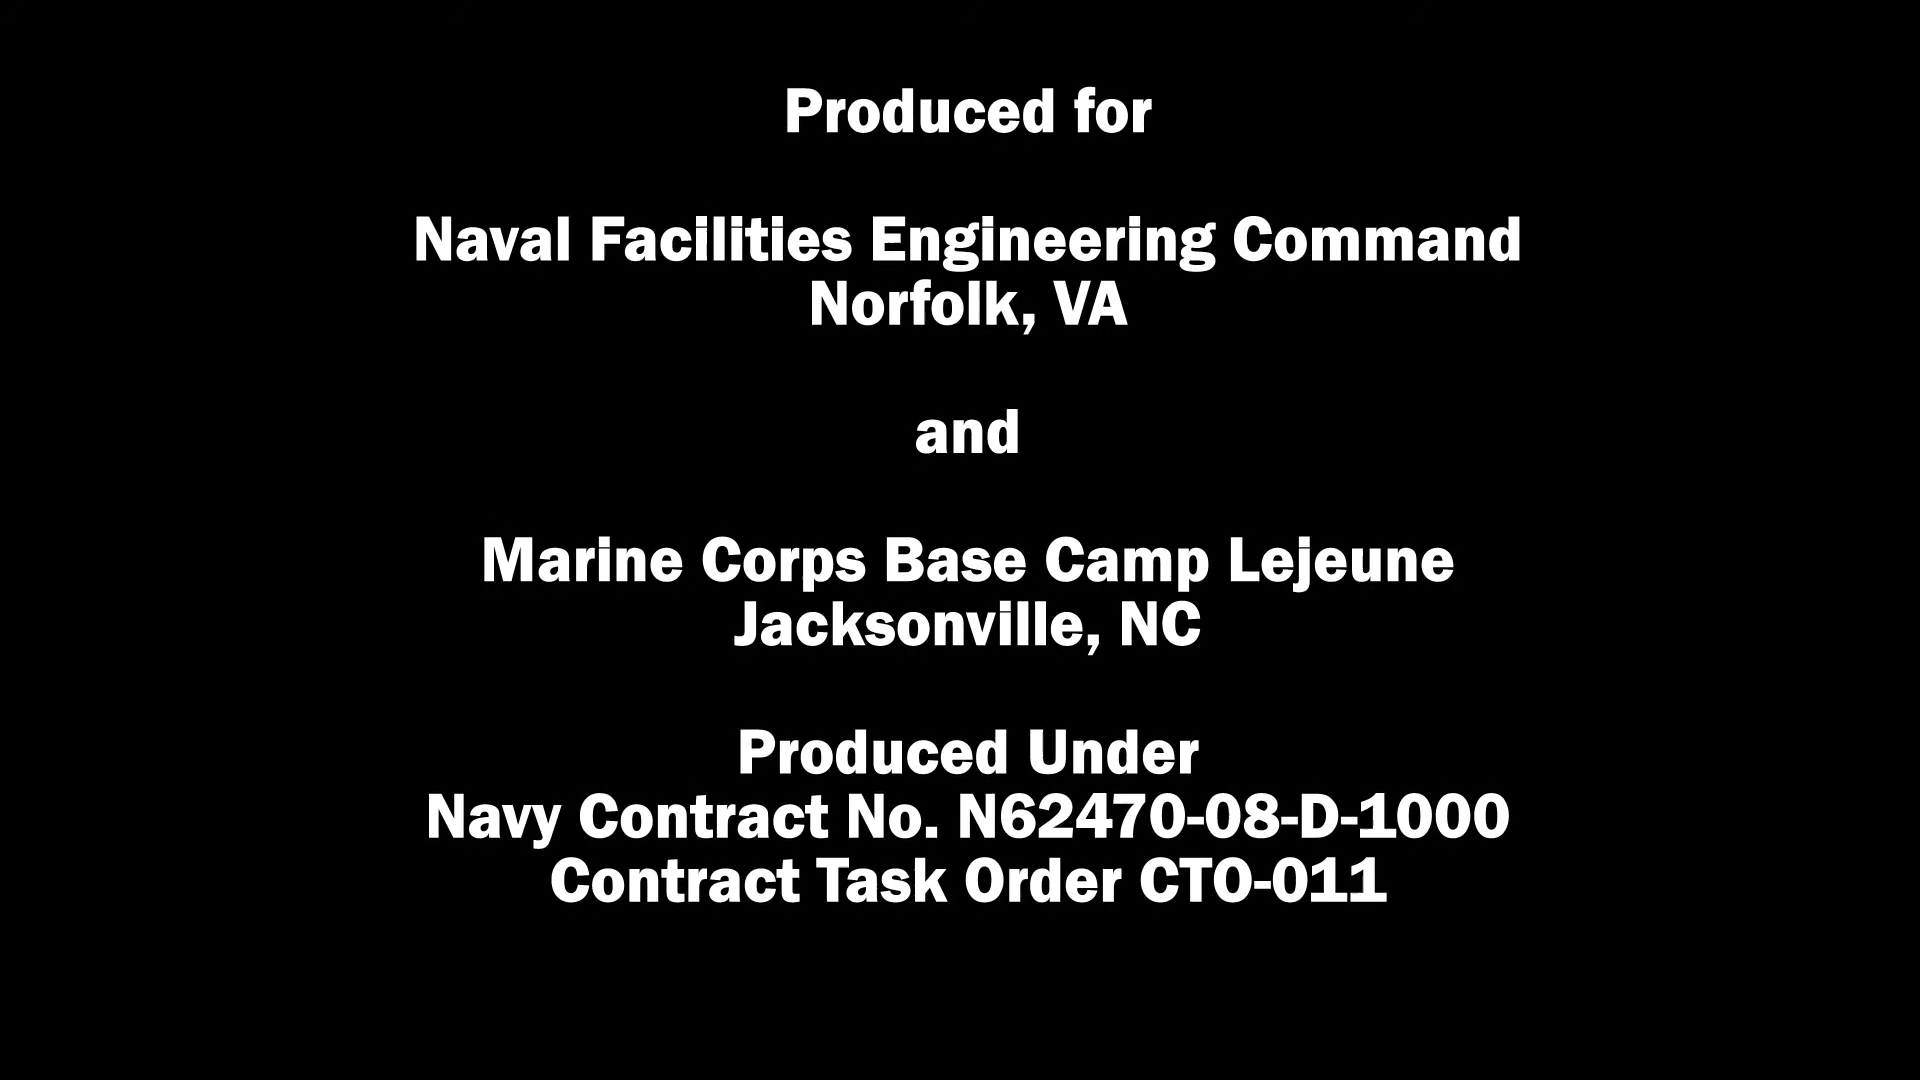 Produced for
Naval Facilities Engineering Command
Norfolk, VA
and
Marine Corps Base Camp Lejeune
Jacksonville, NC
Produced Under
Navy Contract No. N62470-08-D-1000
Contract Task Order CTO-011